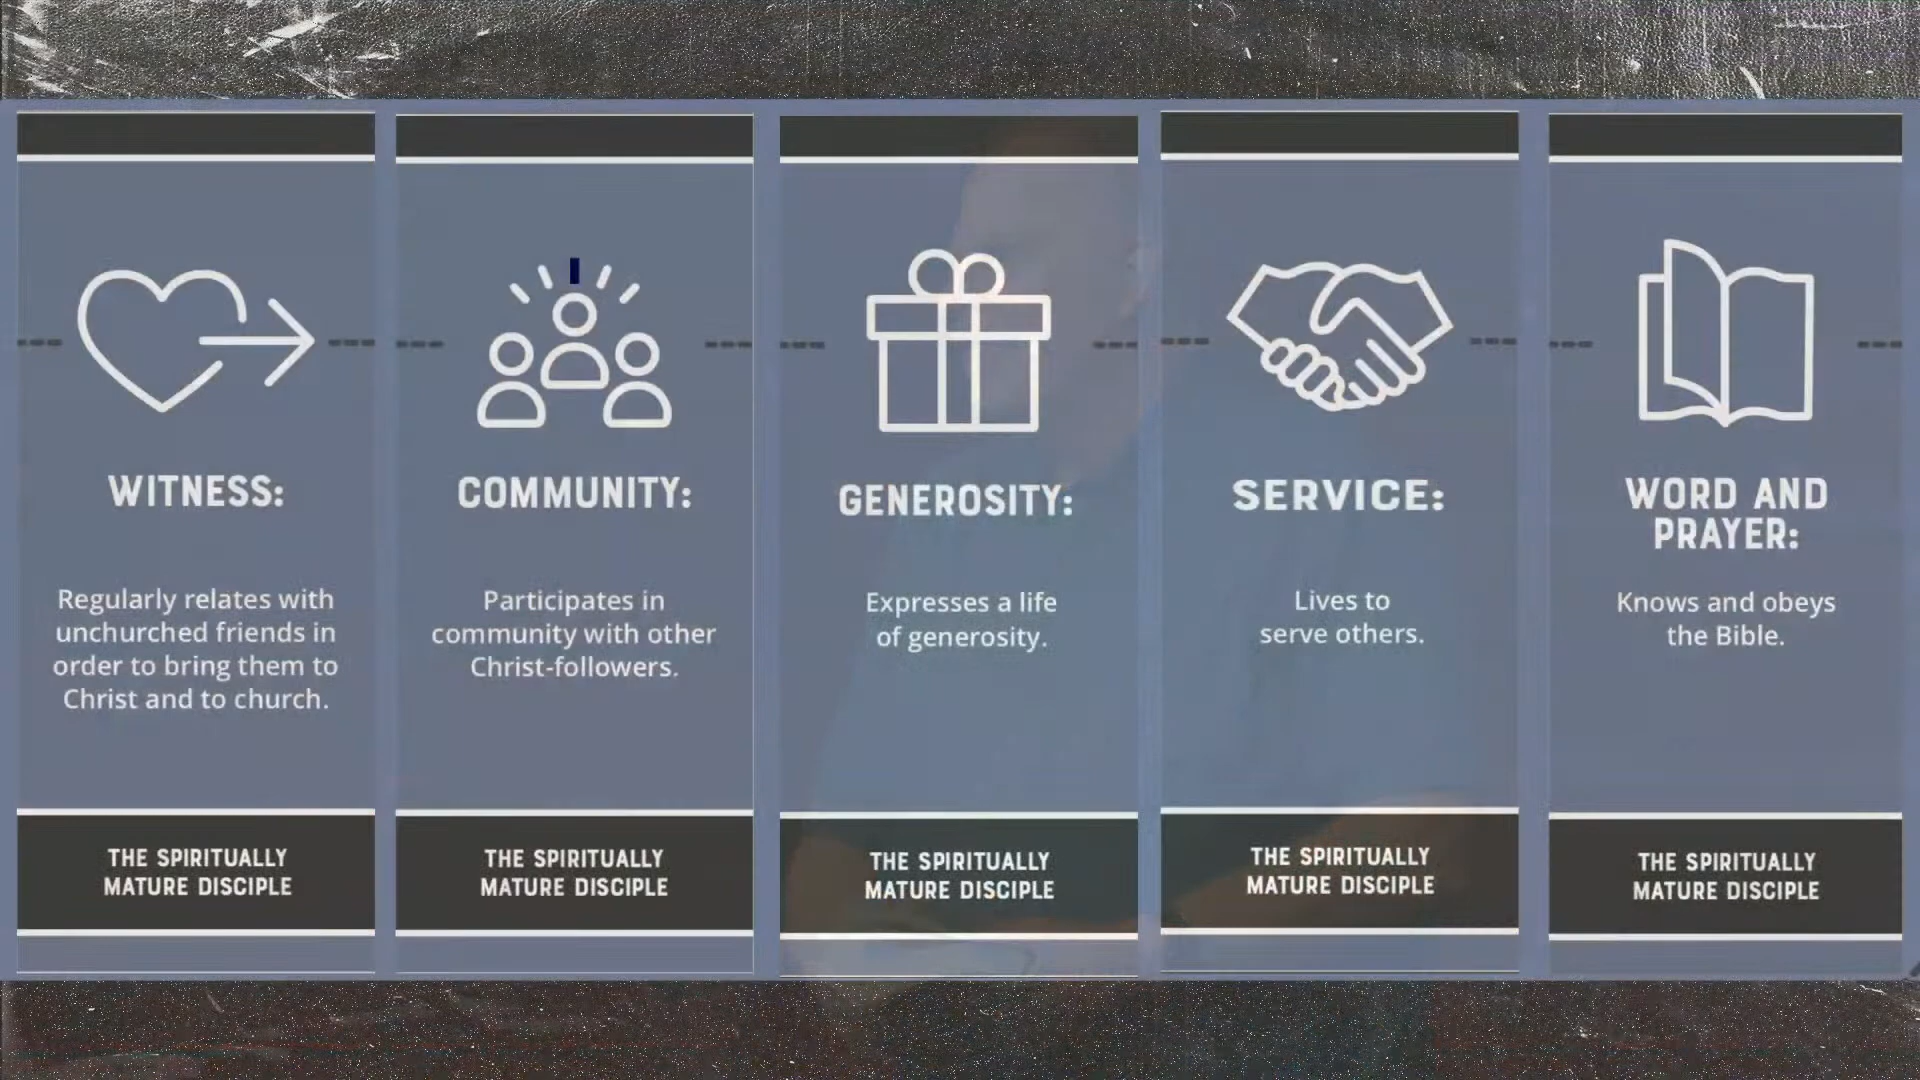 WITNESS:
Regularly relates with
unchurched friends in
order to bring them to
Christ and to church.
THE SPIRITUALLY
MATURE DISCIPLE
COMMUNITY:
Participates in
community with other
Christ-followers.
THE SPIRITUALLY
MATURE DISCIPLE
GENEROSITY:
Expresses a life
of generosity.
THE SPIRITUALLY
MATURE DISCIPLE
SERVICE:
Lives to
serve others.
THE SPIRITUALLY
MATURE DISCIPLE
WORD AND
PRAYER:
Knows and obeys
the Bible.
THE SPIRITUALLY
MATURE DISCIPLE